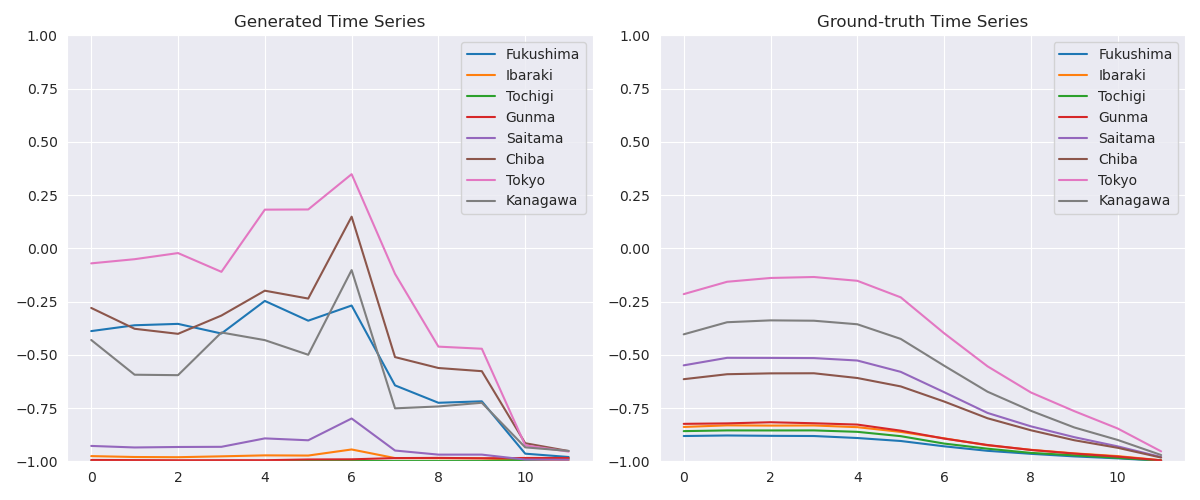 Generated Time Series
1.00
0.75
0.50
0.25
0.00
−0.25
−0.50
−0.75
−1.00
0 2 4 6 8 10
Fukushima
Ibaraki
Tochigi
Gunma
Saitama
Chiba
Tokyo
Kanagawa
Ground-truth Time Series
1.00
0.75
0.50
0.25
0.00
−0.25
−0.50
−0.75
−1.00
0 2 4 6 8 10
Fukushima
Ibaraki
Tochigi
Gunma
Saitama
Chiba
Tokyo
Kanagawa